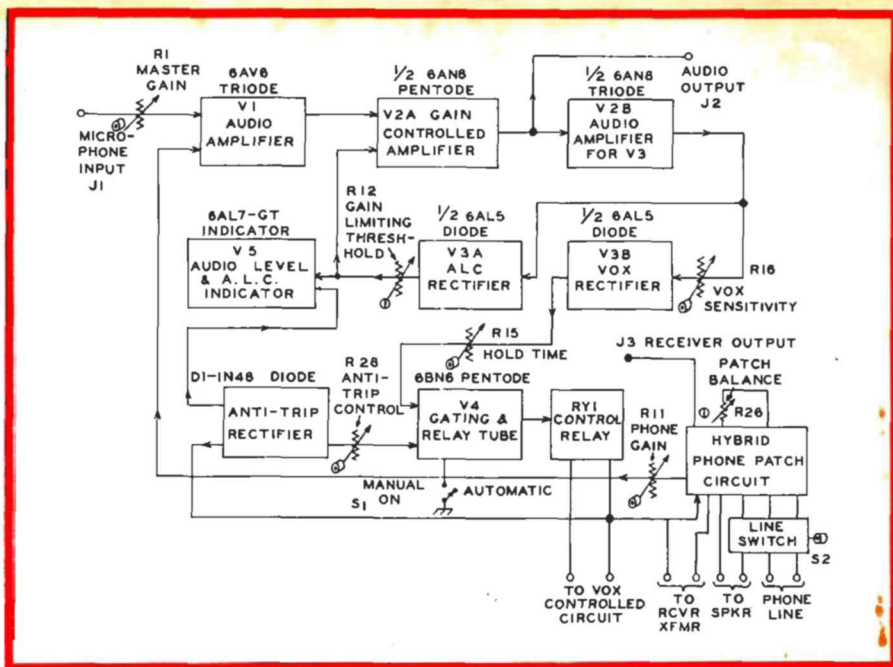 R1
MASTER
GAIN
MICRO-
PHONE
INPUT
J1
6AV6
TRIODE
V1
AUDIO
AMPLIFIER
1/2 6AN8
PENTODE
V2A GAIN
CONTROLLED
AMPLIFIER
1/2 6AN8
TRIODE
V2B AUDIO
AMPLIFIER
FOR V3
AUDIO
OUTPUT
J2
6AL7-GT
INDICATOR
V5
AUDIO LEVEL
& A.L.C.
INDICATOR
R12
GAIN
LIMITING
THRESH-
HOLD
1/2 6AL5
DIODE
V3A
ALC
RECTIFIER
1/2 6AL5
DIODE
V3B
VOX
RECTIFIER
R16
VOX
SENSITIVITY
R15
HOLD TIME
J3 RECEIVER OUTPUT
PATCH
BALANCE
R26
D1-1N48 DIODE
ANTI-TRIP
RECTIFIER
R28
ANTI-
TRIP
CONTROL
6BN6 PENTODE
V4
GATING &
RELAY TUBE
RY1
CONTROL
RELAY
R11
PHONE
GAIN
HYBRID
PHONE PATCH
CIRCUIT
MANUAL
ON
S1
AUTOMATIC
LINE
SWITCH
S2
TO VOX
CONTROLLED
CIRCUIT
TO
RCVR
XFMR
TO
SPKR
PHONE
LINE